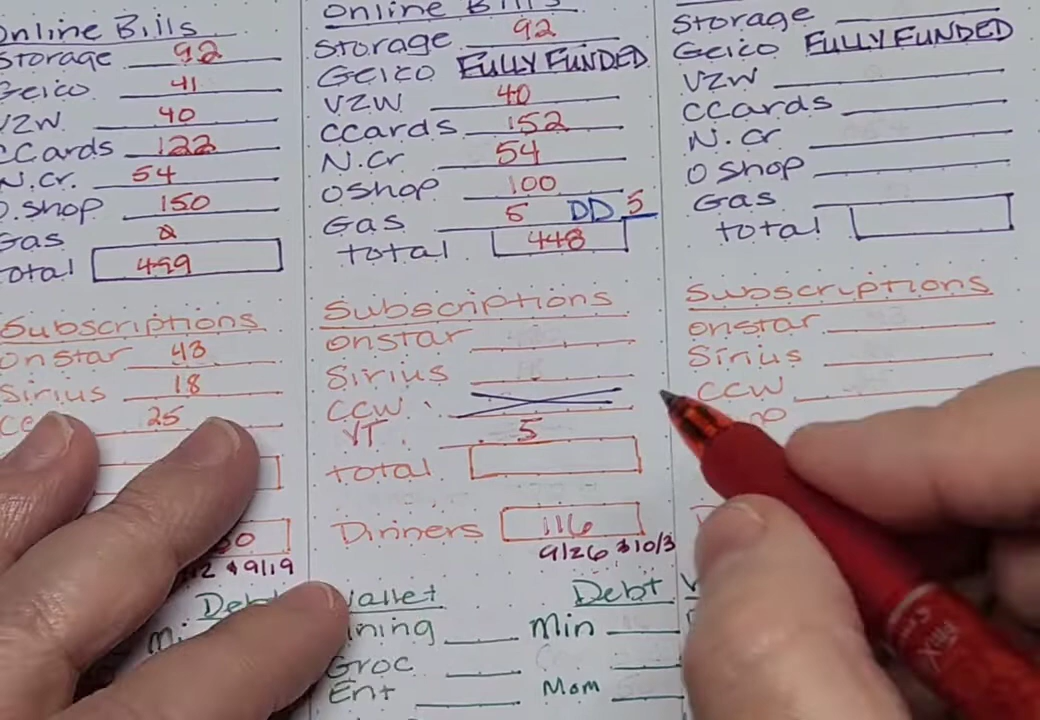 Online Bills
Storage 92
Geico 41
VZW 40
CCards 122
N.cr. 54
O.shop 150
Gas
total 499
Subscriptions
Onstar 43
Sirius 18
25
9/19
Debt
Online Bills
Storage 92
Geico FULLY FUNDED
VZW 40
CCards 152
N.Cr 54
OShop 100
Gas 5 DD 5
total 448
Subscriptions
Onstar
Sirius
CCW
YT 5
Total
Dinners 116
9/26 $10/3
Wallet
Groc
Ent
Debt
Min
Mom
Storage
Geico FULLY FUNDED
VZW
CCards
N.cr
O Shop
Gas
total
Subscriptions
onstar
Sirius
CCW